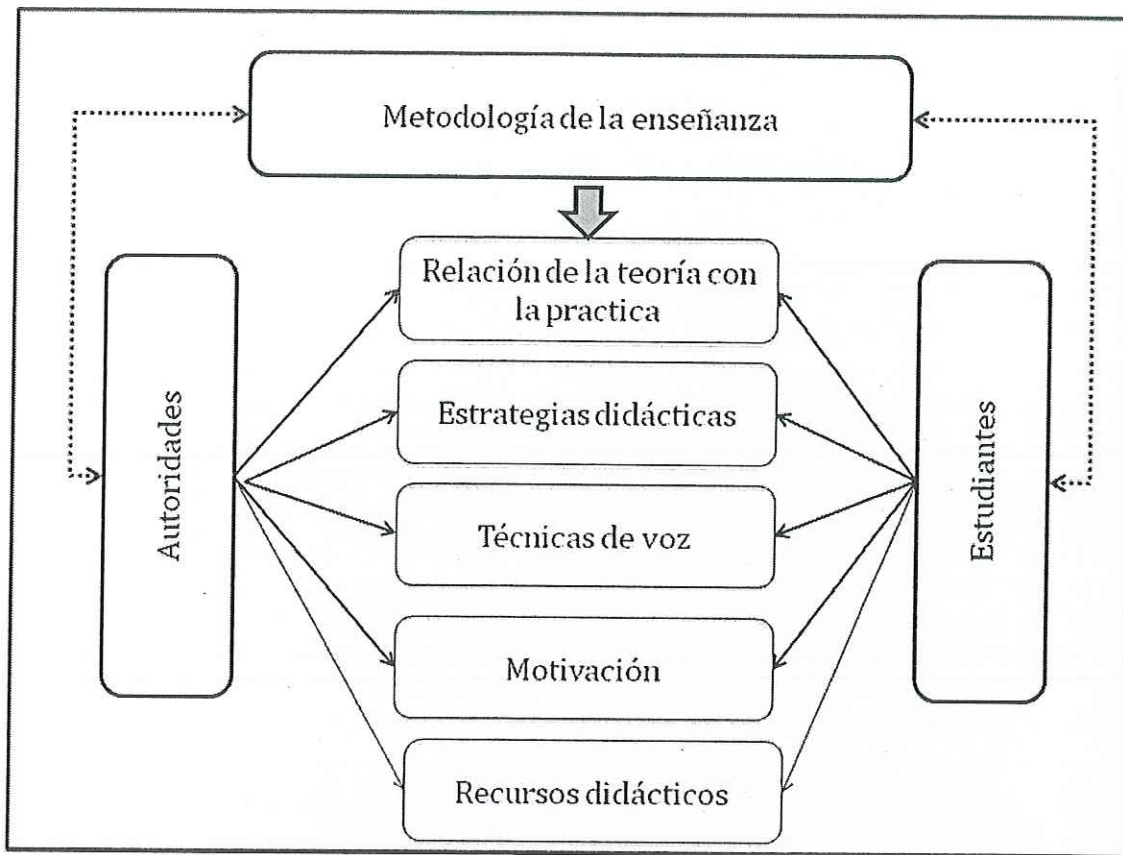 Metodología de la enseñanza
Relación de la teoría con
la practica
Estrategias didácticas
Técnicas de voz
Motivación
Recursos didácticos
Autoridades
Estudiantes